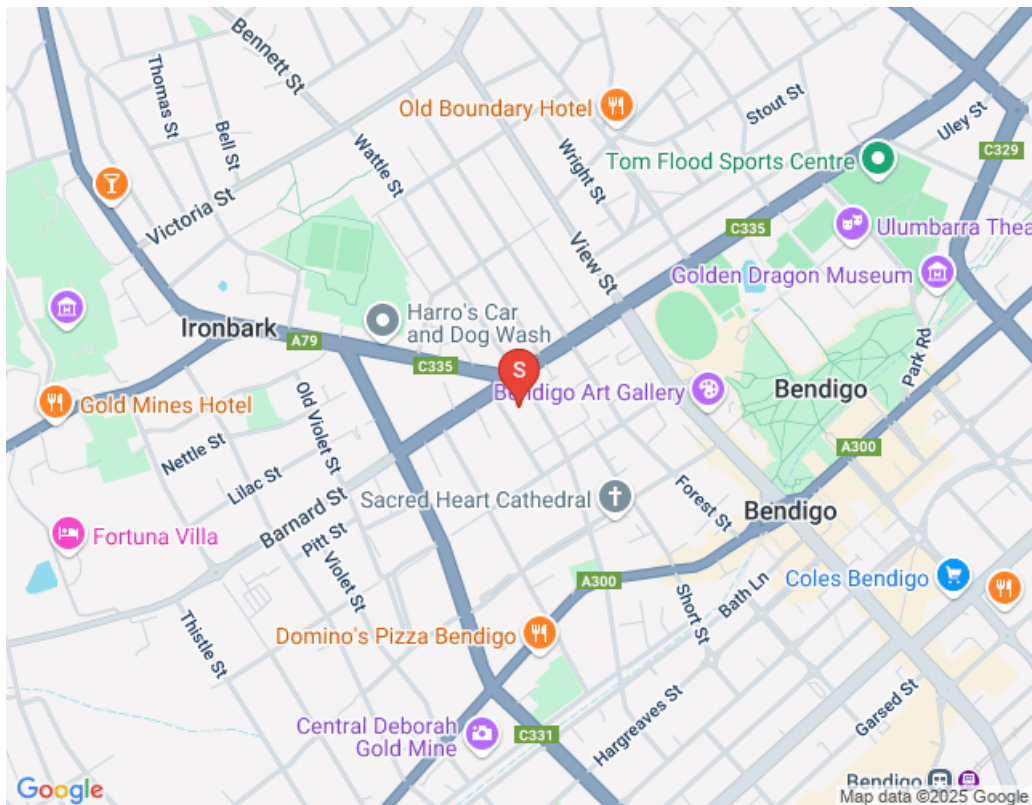 Bennett St
Thomas St
Bell St
Old Boundary Hotel
Stout St
Uley St
C329
Wattle St
Wright St
Tom Flood Sports Centre
Victoria St
View St
C335
Ulumbarra Thea
Golden Dragon Museum
Harro's Car
and Dog Wash
Ironbark
A79
C335
S
Park Rd
Bendigo Art Gallery
Bendigo
Gold Mines Hotel
Old Violet St
Nettle St
A300
Lilac St
Sacred Heart Cathedral
Forest St
Barnard St
Bendigo
Pitt St
Fortuna Villa
Violet St
A300
Bath Ln
Coles Bendigo
Short St
Thistle St
Domino's Pizza Bendigo
Central Deborah
Gold Mine
C331
Hargreaves St
Garsed St
Bendigo
Google
Map data ©2025 Google